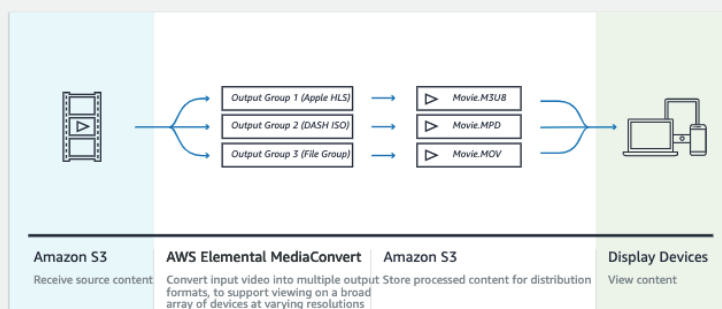 Output Group 1 (Apple HLS)
Movie.M3U8
Output Group 2 (DASH ISO)
Movie.MPD
Output Group 3 (File Group)
Movie.MOV
Amazon S3
Receive source content
AWS Elemental MediaConvert
Convert input video into multiple output
formats, to support viewing on a broad
array of devices at varying resolutions
Amazon S3
Store processed content for distribution
Display Devices
View content